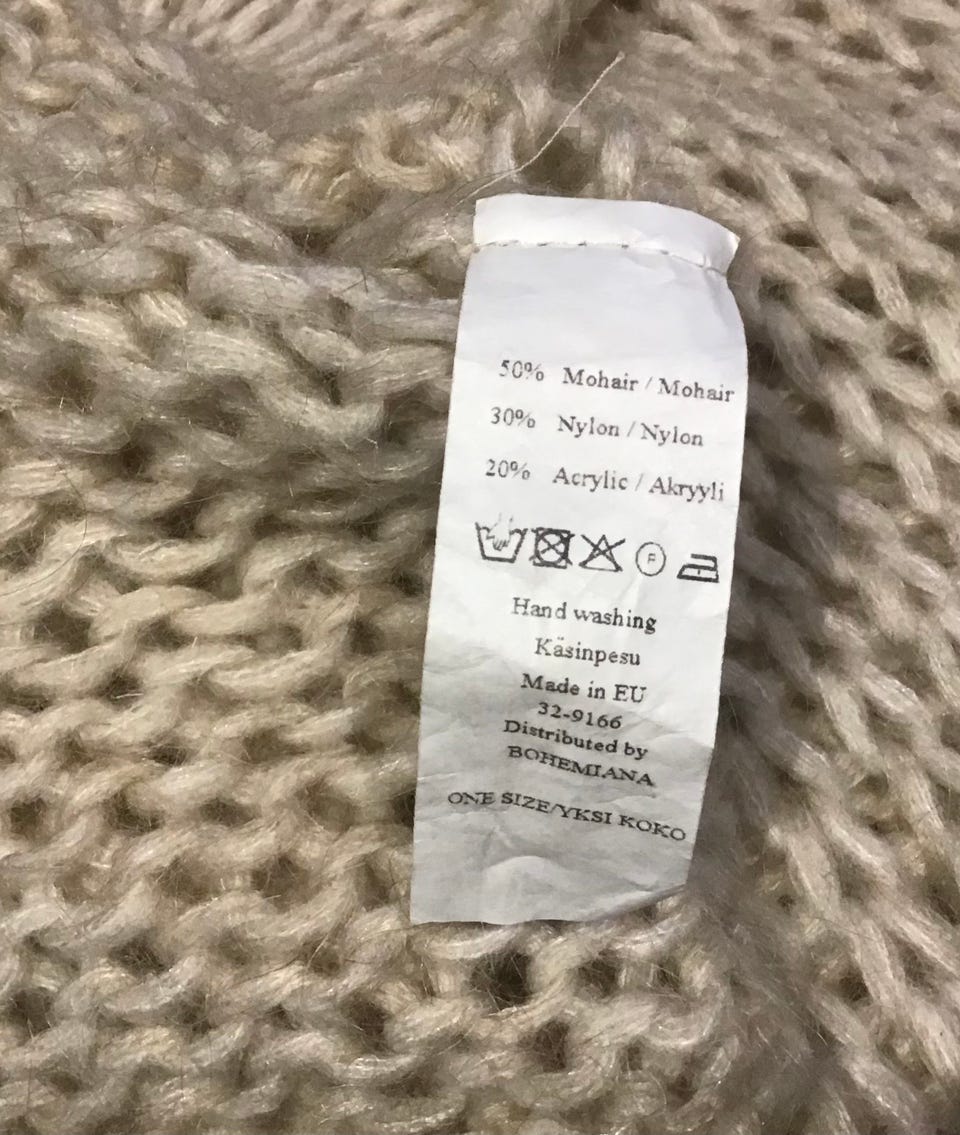 50% Mohair / Mohair
30% Nylon / Nylon
20% Acrylic / Akryyli
P
Hand washing
Käsinpesu
Made in EU
32-9166
Distributed by
BOHEMIANA
ONE SIZE/YKSI KOKO